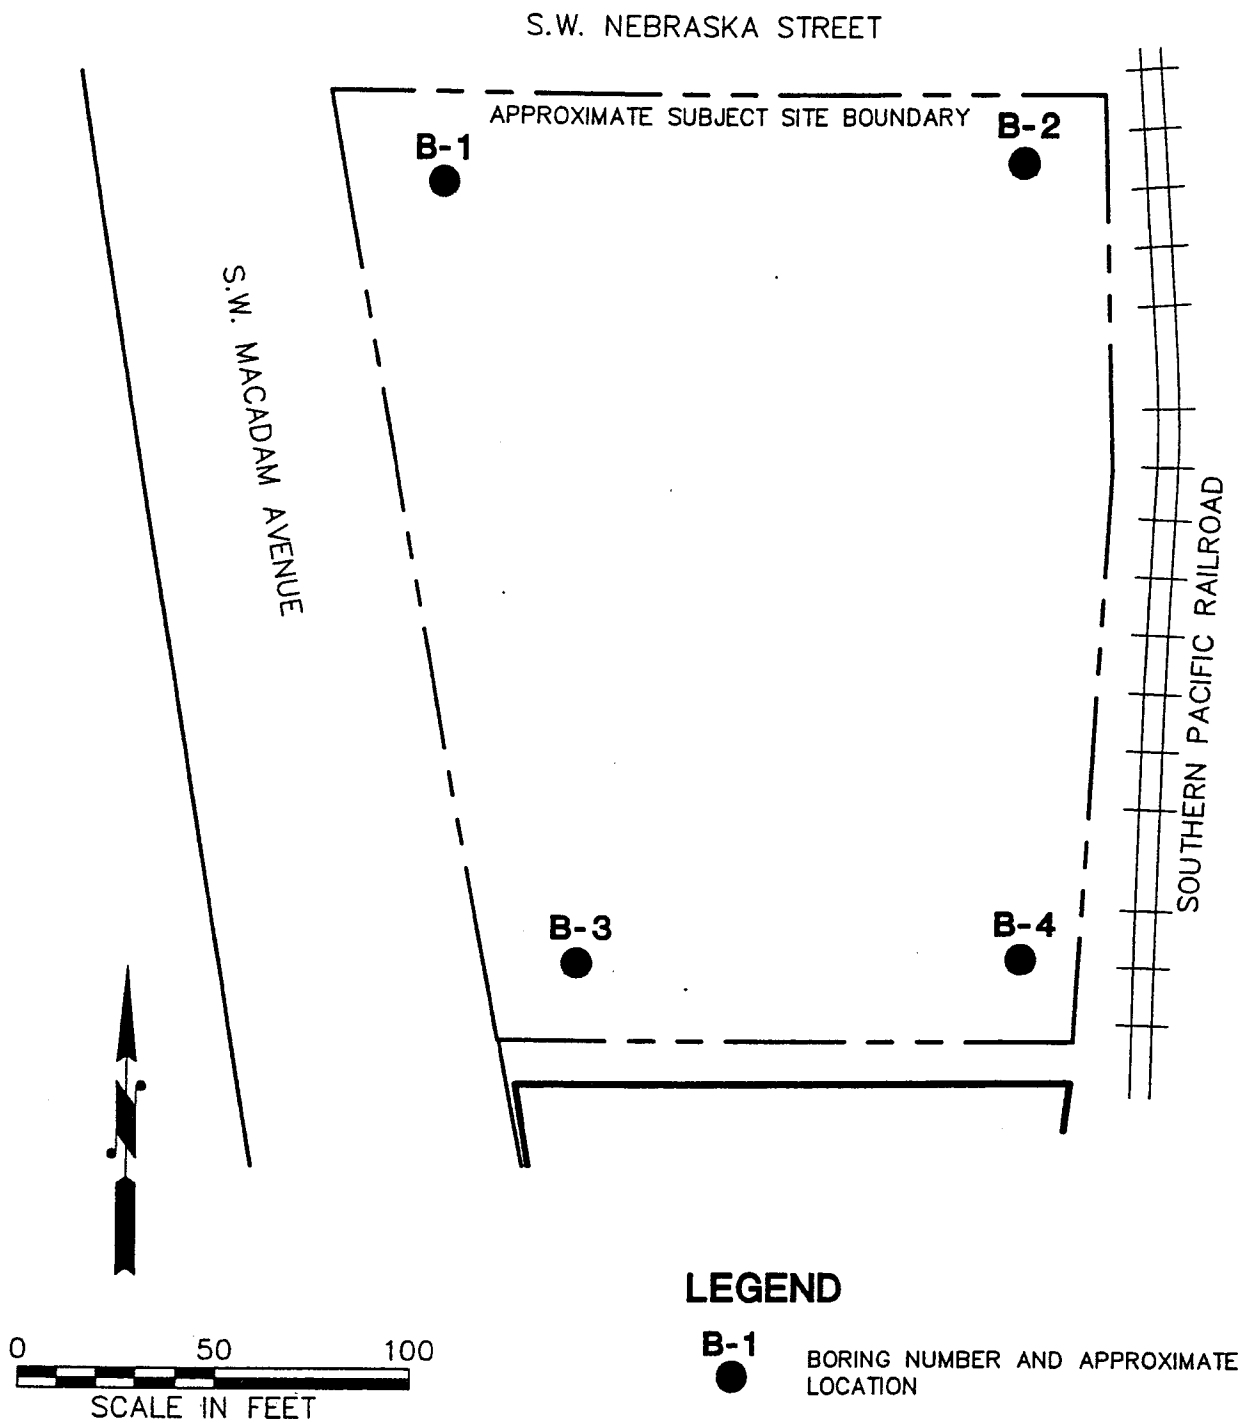 S.W. NEBRASKA STREET
APPROXIMATE SUBJECT SITE BOUNDARY
B-1
B-2
S.W. MACADAM AVENUE
SOUTHERN PACIFIC RAILROAD
B-3
B-4
N
LEGEND
B-1
BORING NUMBER AND APPROXIMATE
LOCATION
0 50 100
SCALE IN FEET